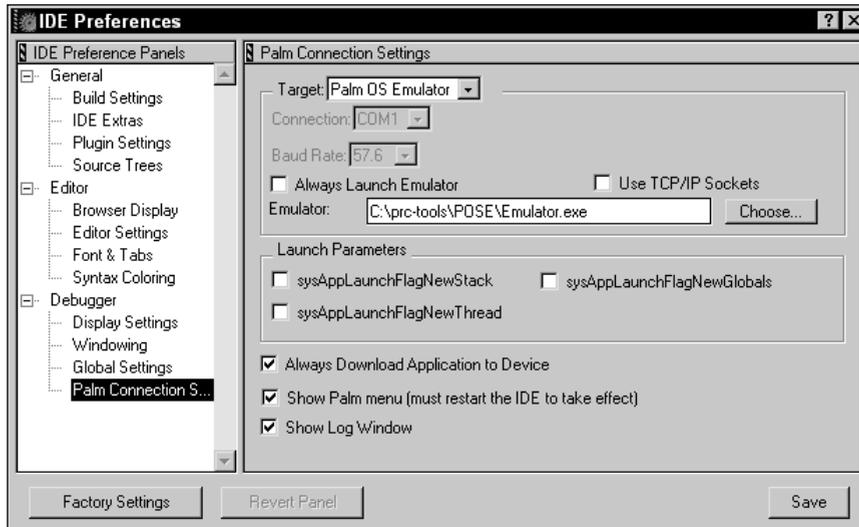 IDE Preferences
IDE Preference Panels
General
Build Settings
IDE Extras
Plugin Settings
Source Trees
Editor
Browser Display
Editor Settings
Font & Tabs
Syntax Coloring
Debugger
Display Settings
Windowing
Global Settings
Palm Connection S...
Palm Connection Settings
Target: Palm OS Emulator
Connection: COM1
Baud Rate: 57.6
Always Launch Emulator
Use TCP/IP Sockets
Emulator: C:\prc-tools\POSE\Emulator.exe Choose...
Launch Parameters
sysAppLaunchFlagNewStack
sysAppLaunchFlagNewGlobals
sysAppLaunchFlagNewThread
Always Download Application to Device
Show Palm menu (must restart the IDE to take effect)
Show Log Window
Factory Settings
Revert Panel
Save